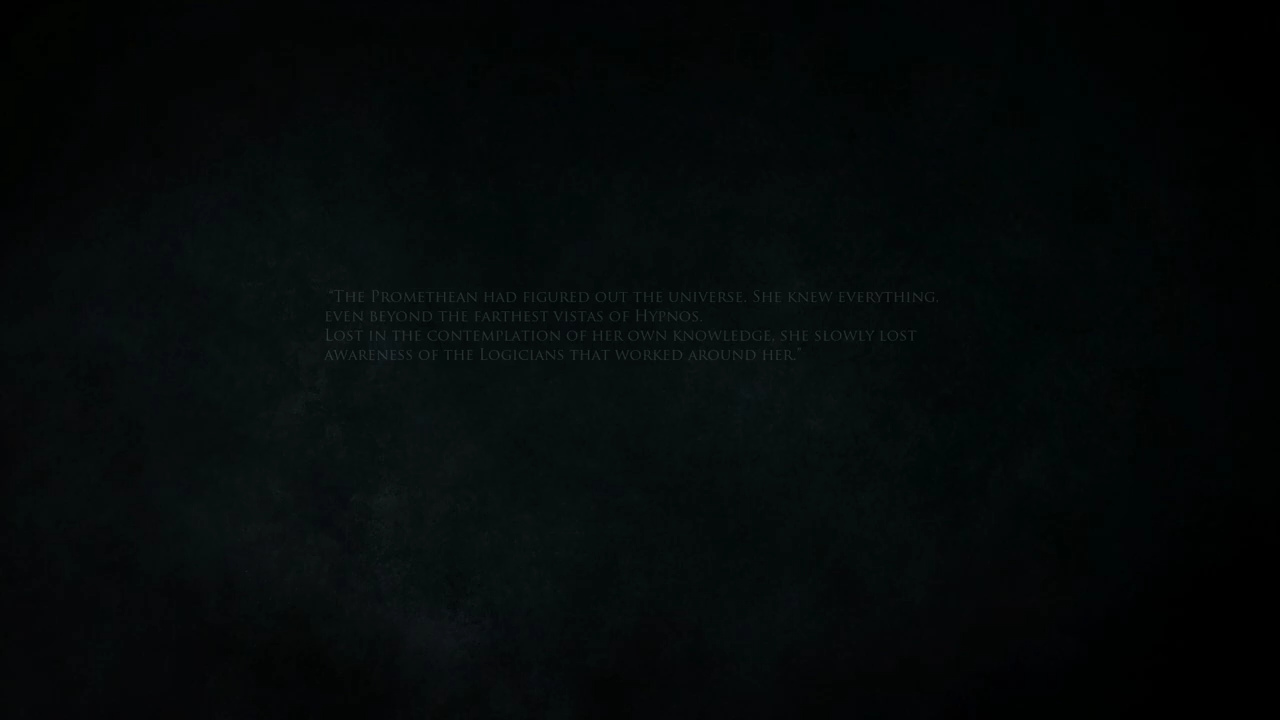 “The Promethean had figured out the universe. She knew everything,
even beyond the farthest vistas of Hypnos.
Lost in the contemplation of her own knowledge, she slowly lost
awareness of the Logicians that worked around her.”